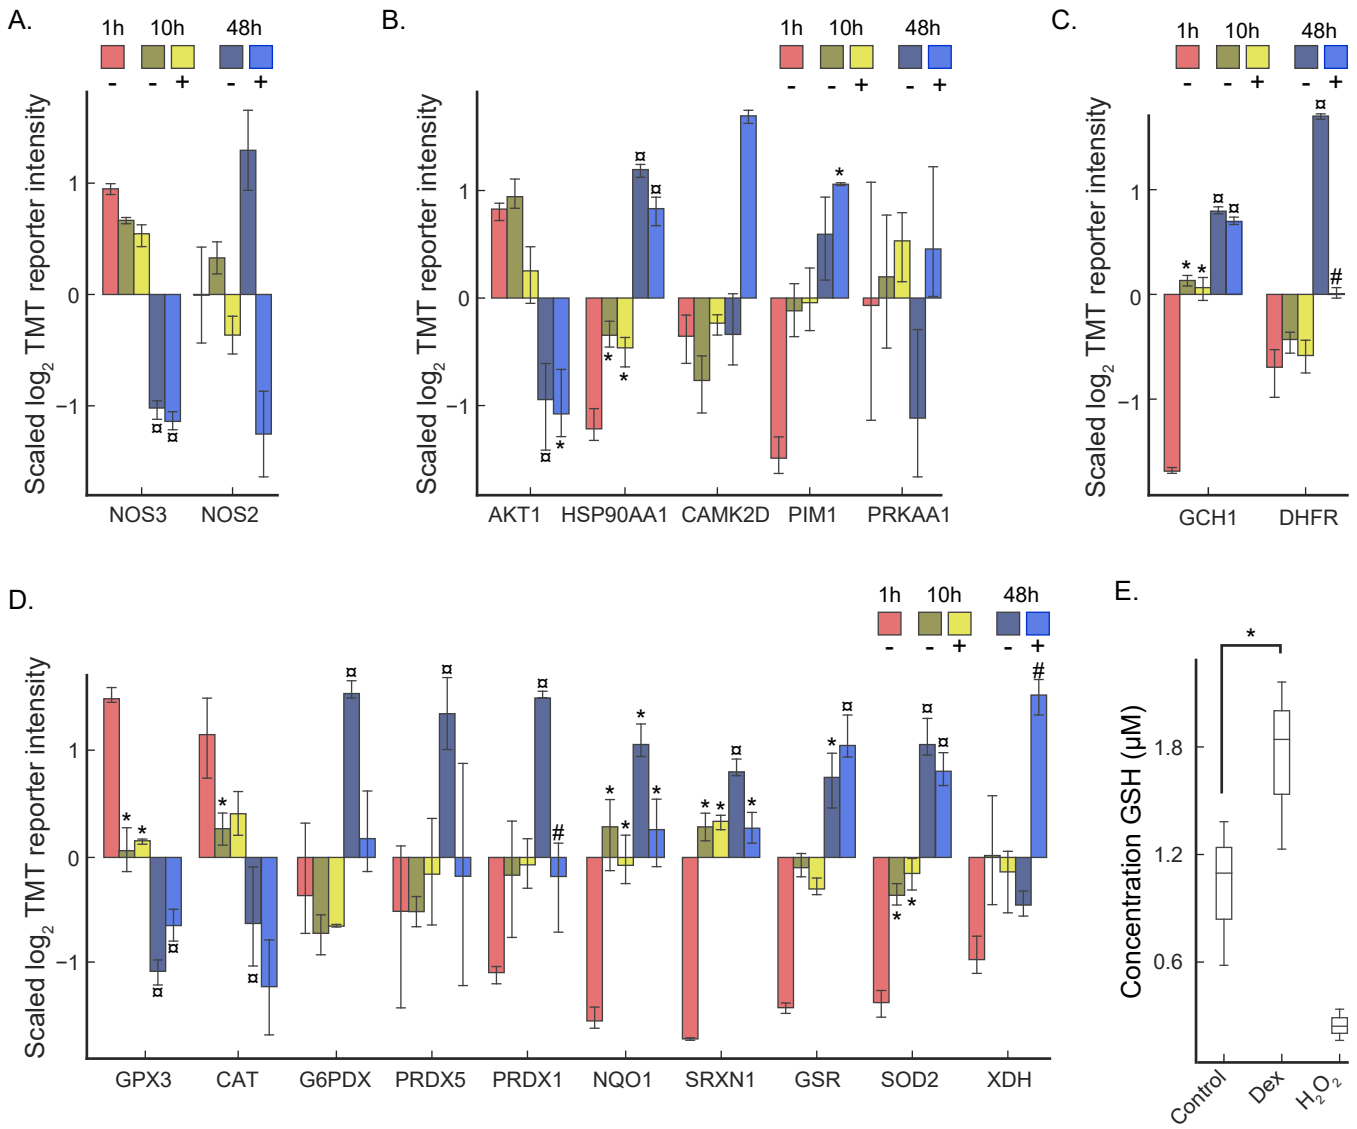 A.
1h 10h 48h
- - + - +
Scaled log₂ TMT reporter intensity
1
0
−1
¤ ¤
NOS3 NOS2
B.
1h 10h 48h
- - + - +
Scaled log₂ TMT reporter intensity
1
0
−1
¤ * * * ¤ ¤ *
AKT1 HSP90AA1 CAMK2D PIM1 PRKAA1
C.
1h 10h 48h
- - + - +
Scaled log₂ TMT reporter intensity
1
0
−1
* * ¤ ¤ ¤ #
GCH1 DHFR
D.
1h 10h 48h
- - + - +
Scaled log₂ TMT reporter intensity
1
0
−1
* * ¤ ¤ * ¤ ¤ ¤ ¤ # * * * * * * ¤ * * ¤ * * ¤ ¤ #
GPX3 CAT G6PDX PRDX5 PRDX1 NQO1 SRXN1 GSR SOD2 XDH
E.
*
Concentration GSH (µM)
1.8
1.2
0.6
Control Dex H₂O₂